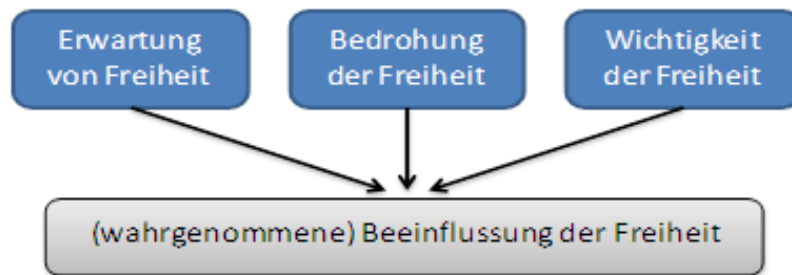 Erwartung
von Freiheit
Bedrohung
der Freiheit
Wichtigkeit
der Freiheit
(wahrgenommene) Beeinflussung der Freiheit